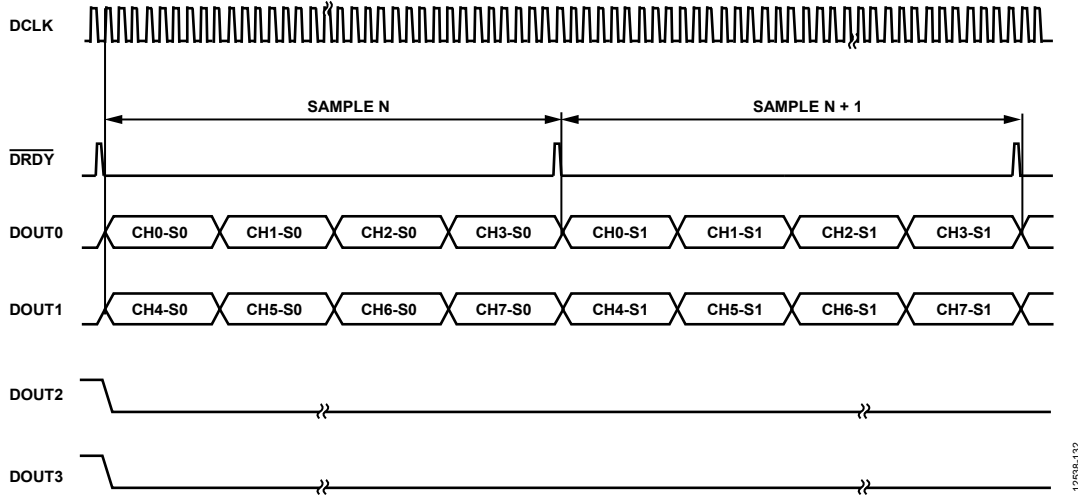 DCLK
SAMPLE N SAMPLE N + 1
DRDY
DOUT0 CH0-S0 CH1-S0 CH2-S0 CH3-S0 CH0-S1 CH1-S1 CH2-S1 CH3-S1
DOUT1 CH4-S0 CH5-S0 CH6-S0 CH7-S0 CH4-S1 CH5-S1 CH6-S1 CH7-S1
DOUT2
DOUT3
12538-132